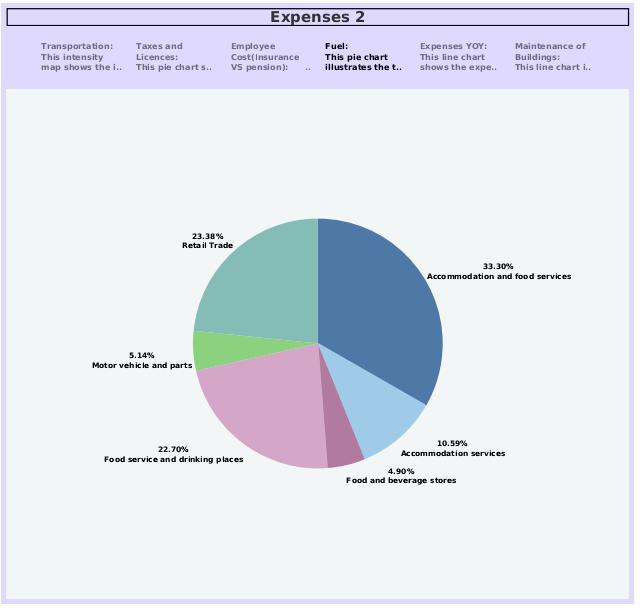 Expenses 2
Transportation:
This intensity
map shows the i..
Taxes and
Licences:
This pie chart s..
Employee
Cost(Insurance
VS pension): ..
Fuel:
This pie chart
illustrates the t..
Expenses YOY:
This line chart
shows the expe..
Maintenance of
Buildings:
This line chart i..
23.38%
Retail Trade
33.30%
Accommodation and food services
5.14%
Motor vehicle and parts
22.70%
Food service and drinking places
10.59%
Accommodation services
4.90%
Food and beverage stores